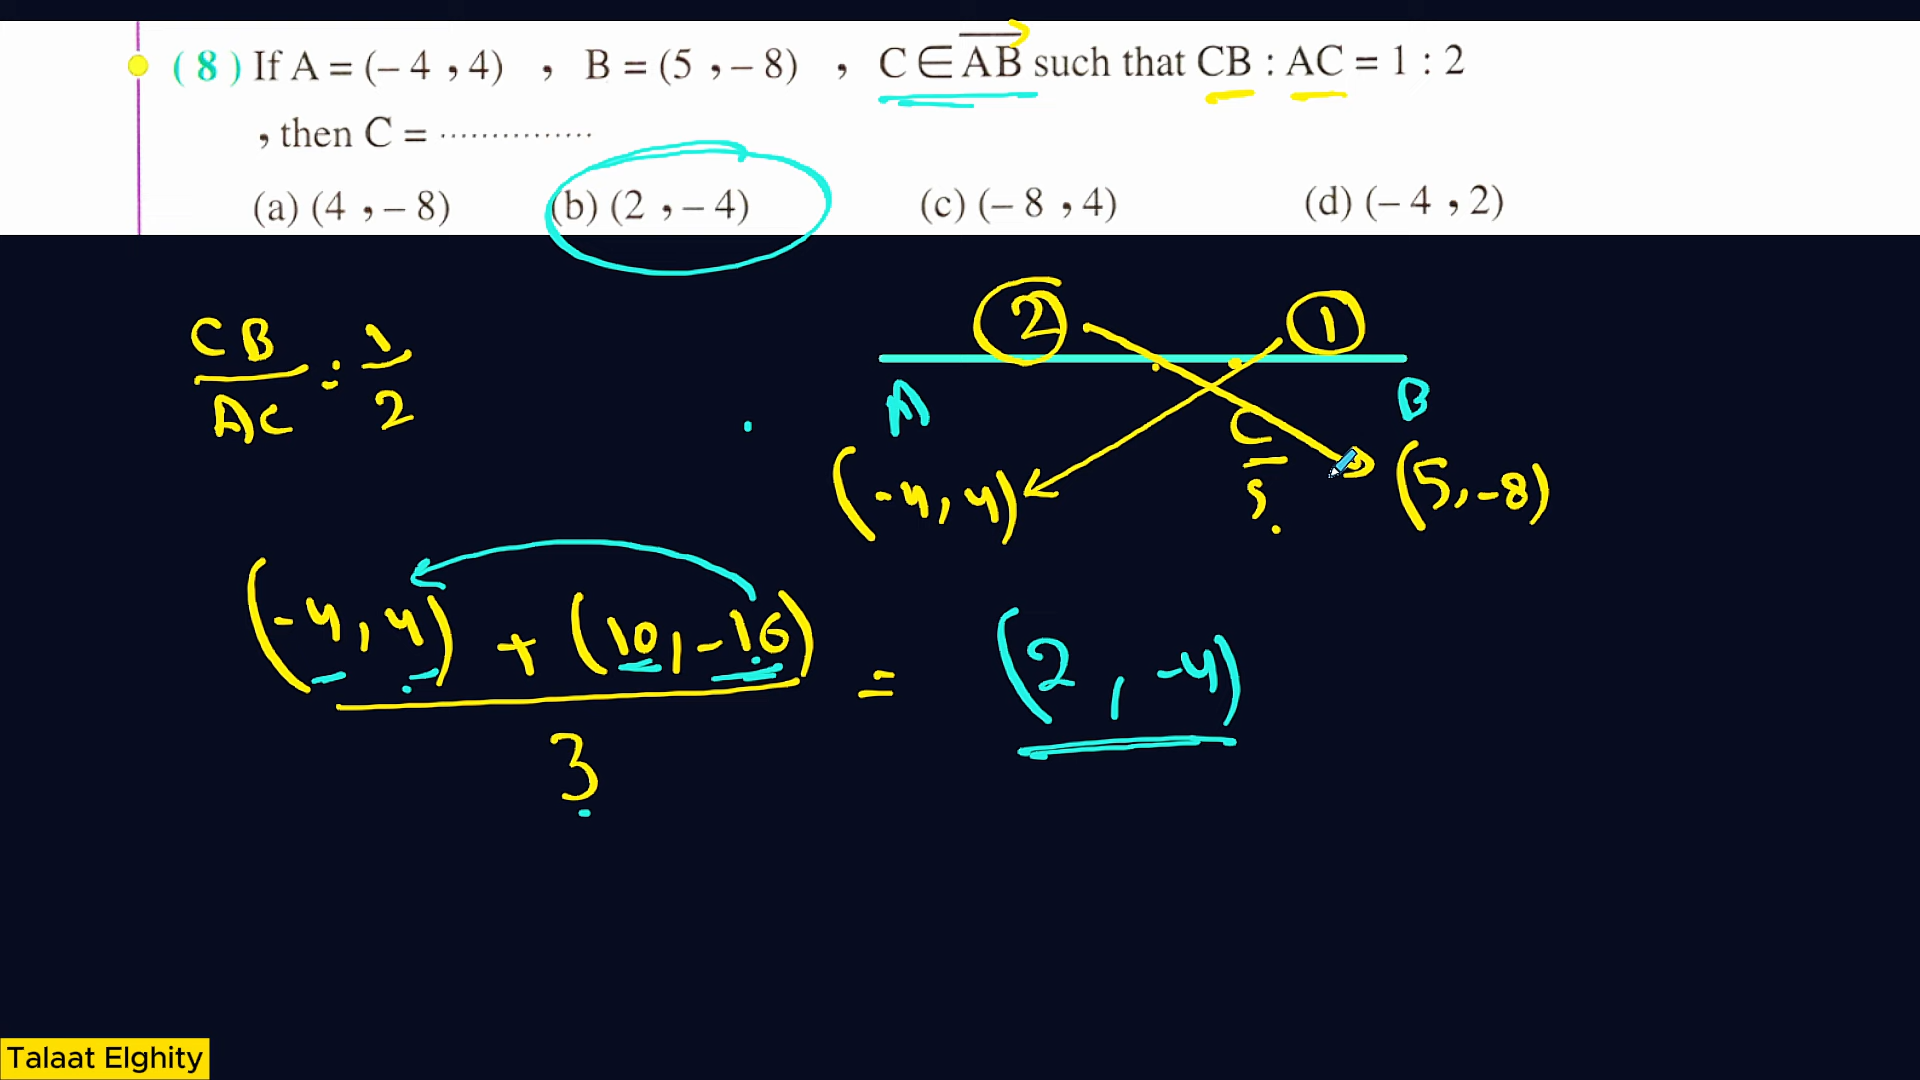 (8) If A = (– 4 , 4) , B = (5 , – 8) , C ∈ AB such that CB : AC = 1 : 2
, then C = ...............
(a) (4 , – 8) (b) (2 , – 4) (c) (– 8 , 4) (d) (– 4 , 2)
2 1
CB/AC = 1/2
A B
C
(-4, 4) (5, -8)
(-4, 4) + (10, -16) = (2, -4)
3
Talaat Elghity